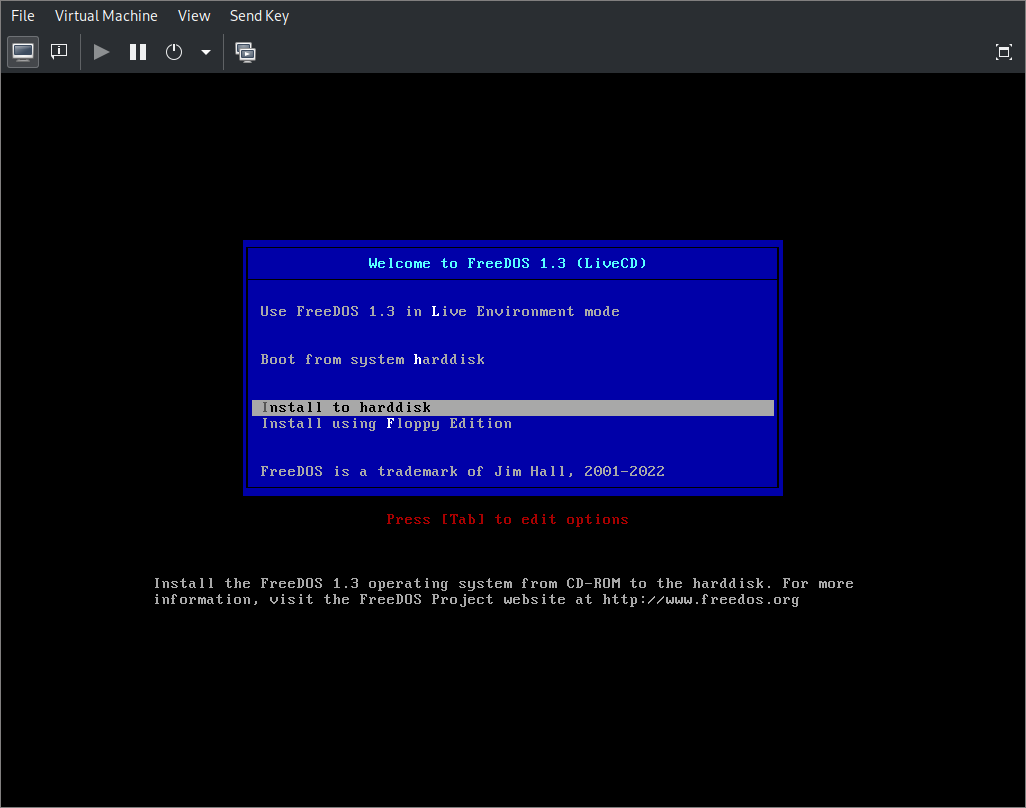 File Virtual Machine View Send Key
Welcome to FreeDOS 1.3 (LiveCD)
Use FreeDOS 1.3 in Live Environment mode
Boot from system harddisk
Install to harddisk
Install using Floppy Edition
FreeDOS is a trademark of Jim Hall, 2001-2022
Press [Tab] to edit options
Install the FreeDOS 1.3 operating system from CD-ROM to the harddisk. For more
information, visit the FreeDOS Project website at http://www.freedos.org